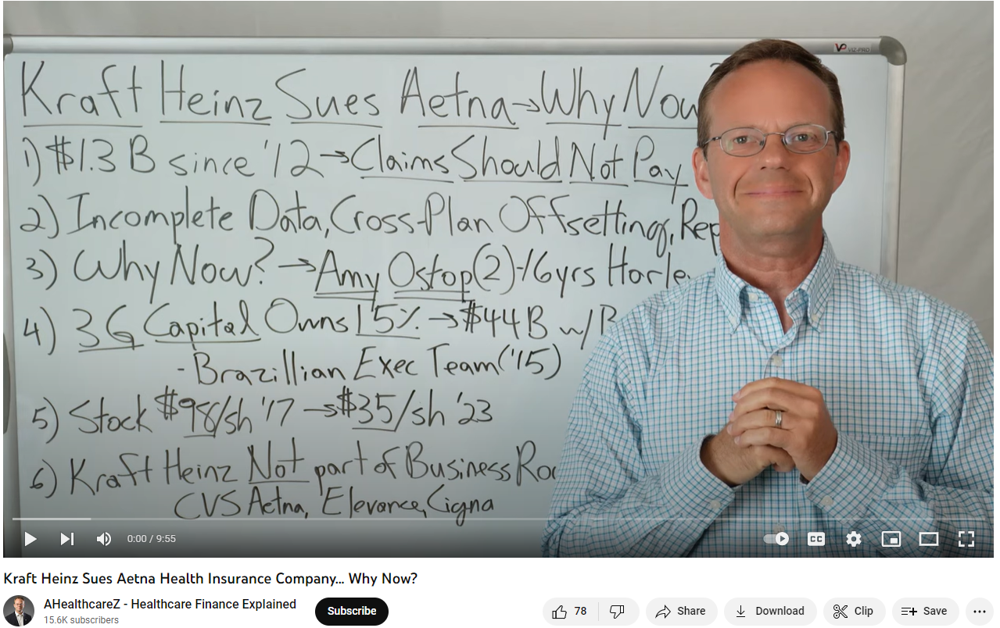 VP VIZ-PRO
Kraft Heinz Sues Aetna → Why Now
1) $1.3 B since '12 → Claims Should Not Pay
2) Incomplete Data, Cross-Plan Offsetting, Rep
3) Why Now? → Amy Ostop (2) - 16yrs
4) 3G Capital Owns 15% → $44B w/
- Brazillian Exec Team ('15)
5) Stock $98/sh '17 → $35/sh '23
6) Kraft Heinz Not part of Business
CVS Aetna, Elevance, Cigna
0:00 / 9:55
CC
Kraft Heinz Sues Aetna Health Insurance Company... Why Now?
AHealthcareZ - Healthcare Finance Explained
15.6K subscribers
Subscribe
78
Share
Download
Clip
Save